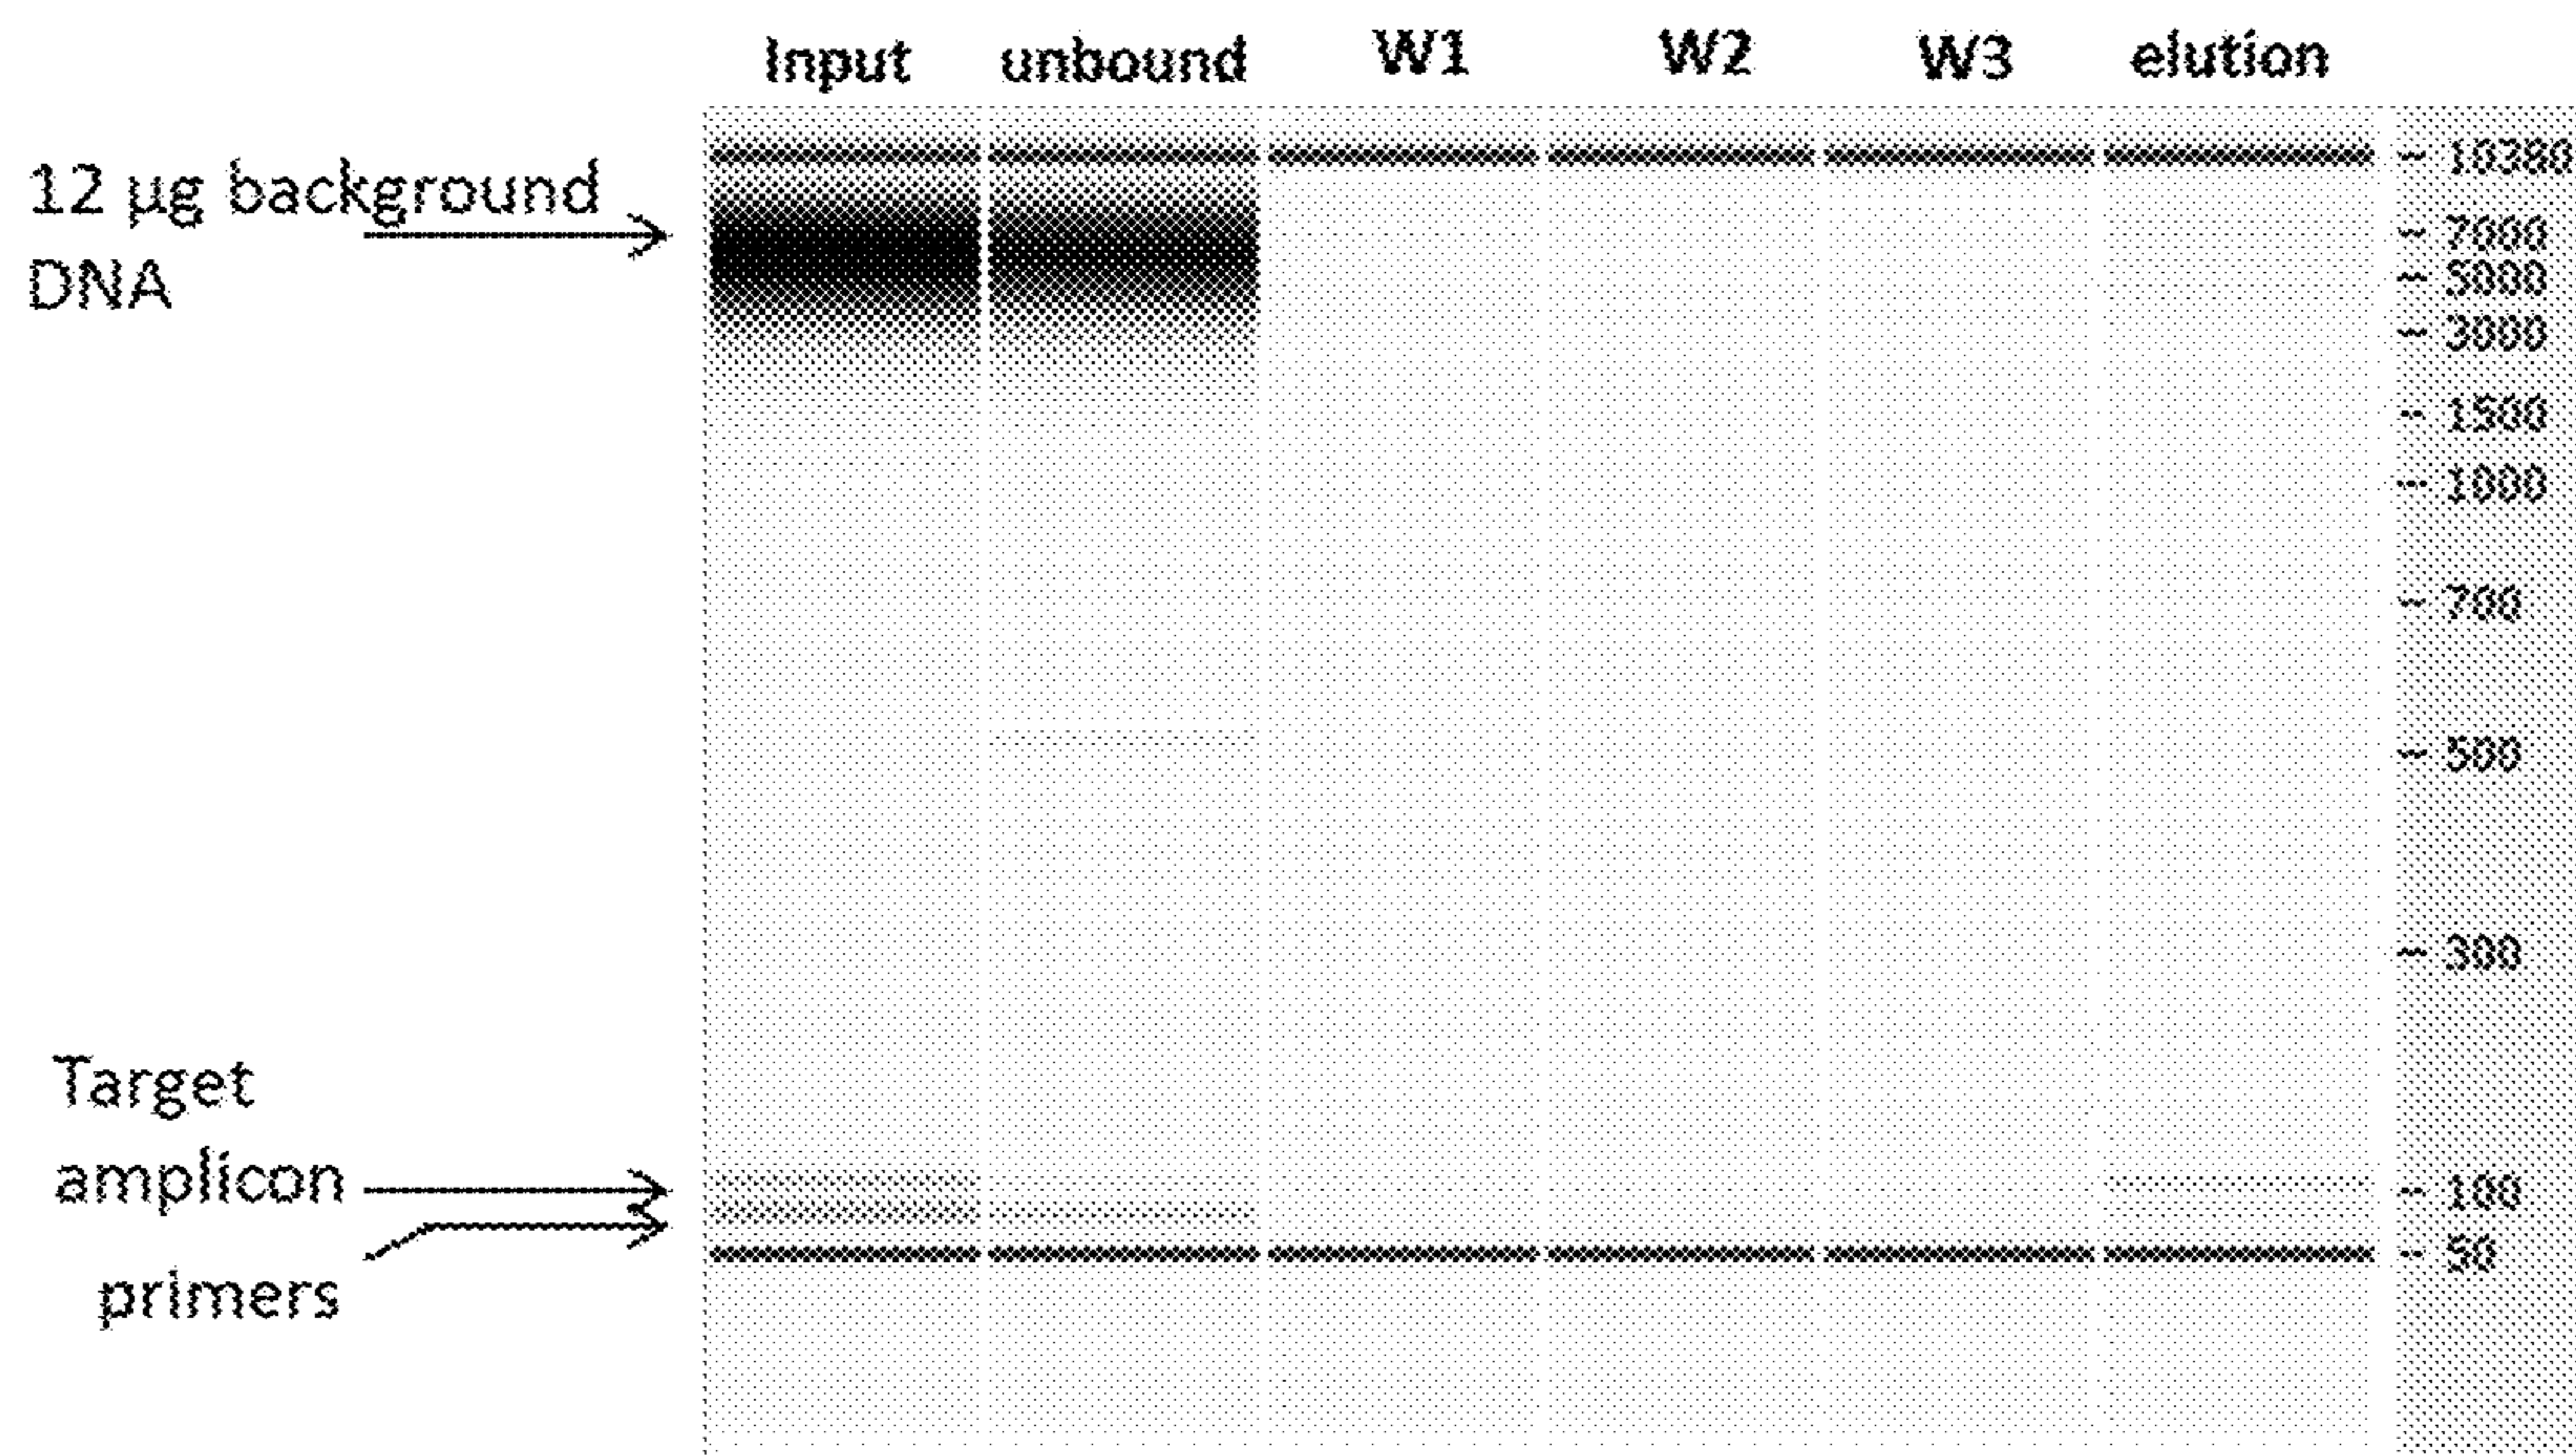 Input unbound W1 W2 W3 elution
12 µg background
DNA
10380
7000
5000
3000
1500
1000
700
500
300
Target
amplicon
100
50
primers